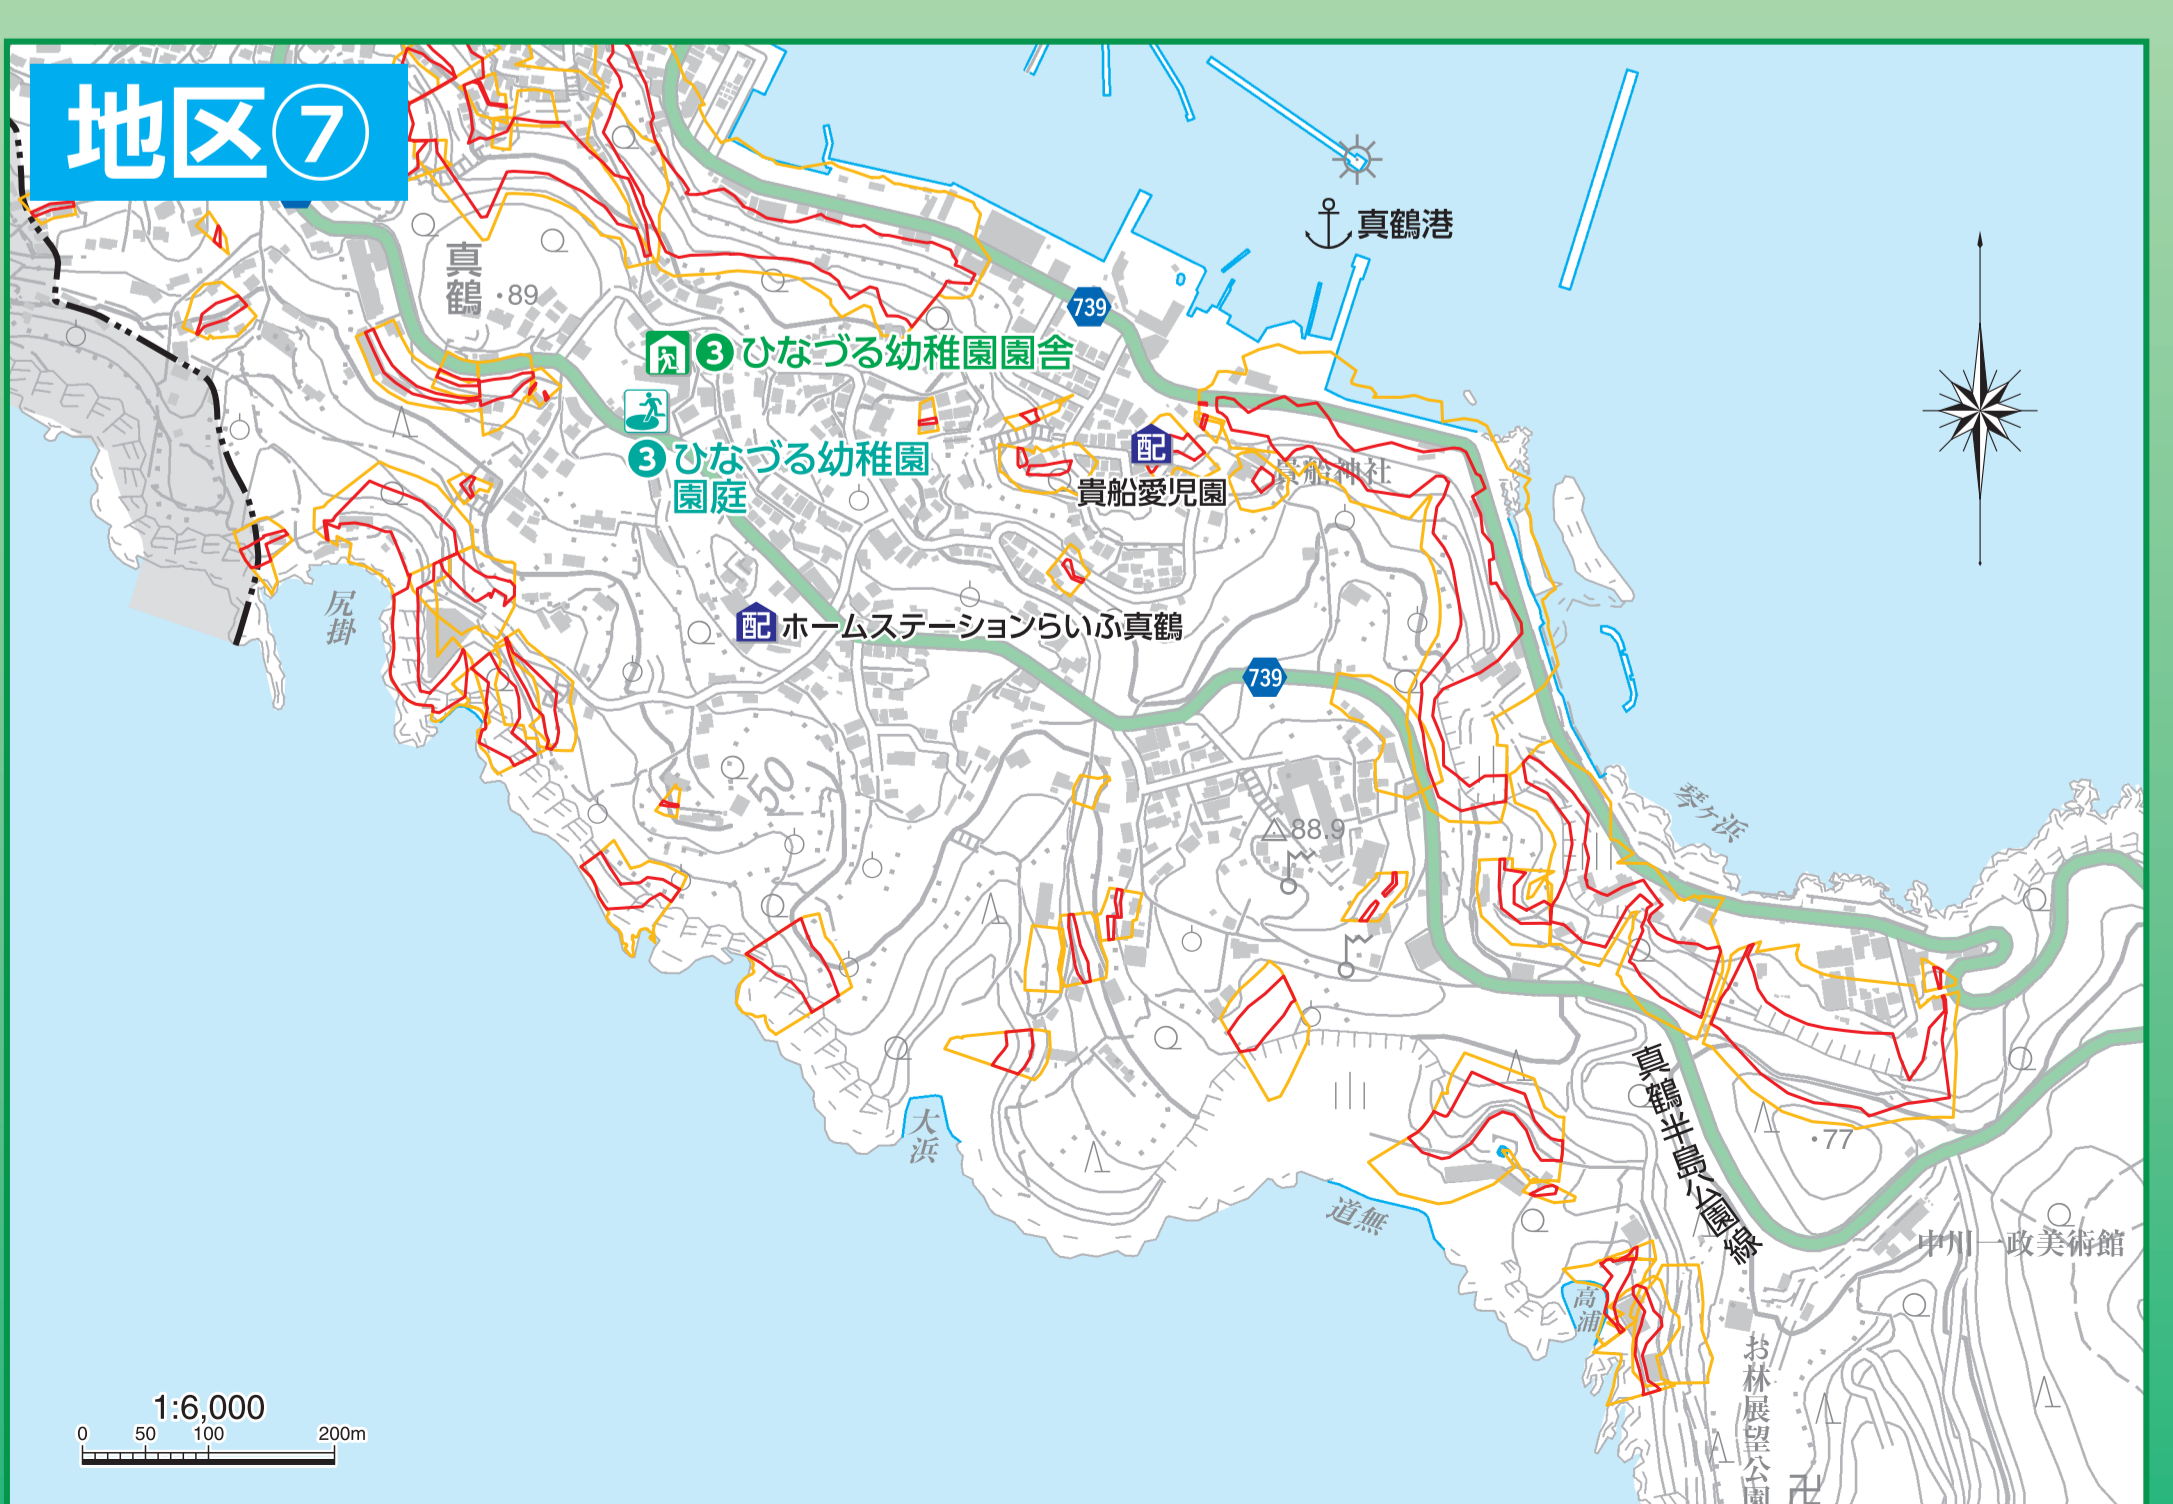 地区⑦
真鶴港
真鶴
・89
739
❸ひなづる幼稚園園舎
❸ひなづる幼稚園
園庭
配
貴船愛児園
貴船神社
尻掛
配 ホームステーションらいふ真鶴
739
50
88.9
琴ヶ浜
大浜
道無
真鶴半島公園線
・77
中川一政美術館
高浦
お林展望公園
1:6,000
0 50 100 200m